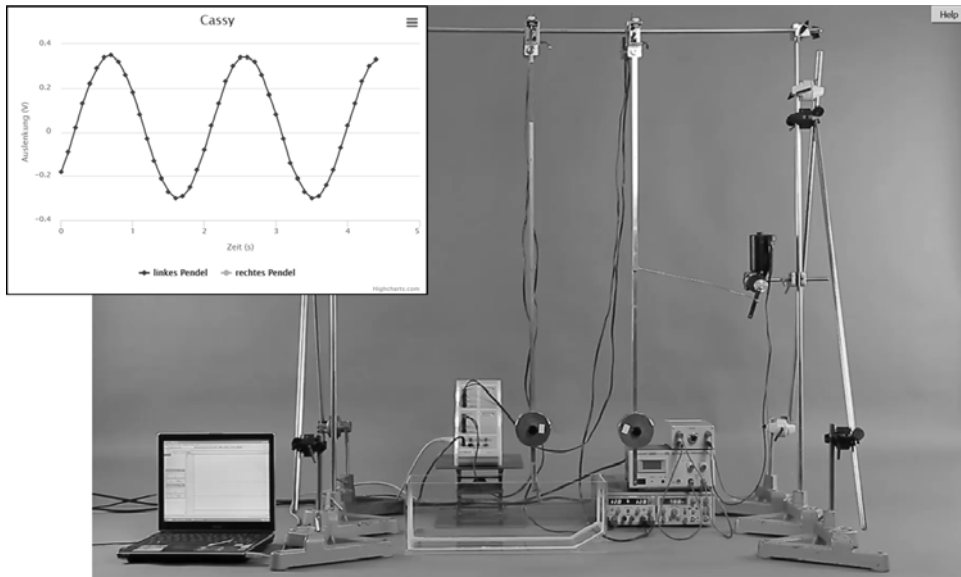 Cassy
Help
0.4
0.2
0
−0.2
−0.4
Auslenkung (V)
0 1 2 3 4 5
Zeit (s)
linkes Pendel rechtes Pendel
Highcharts.com